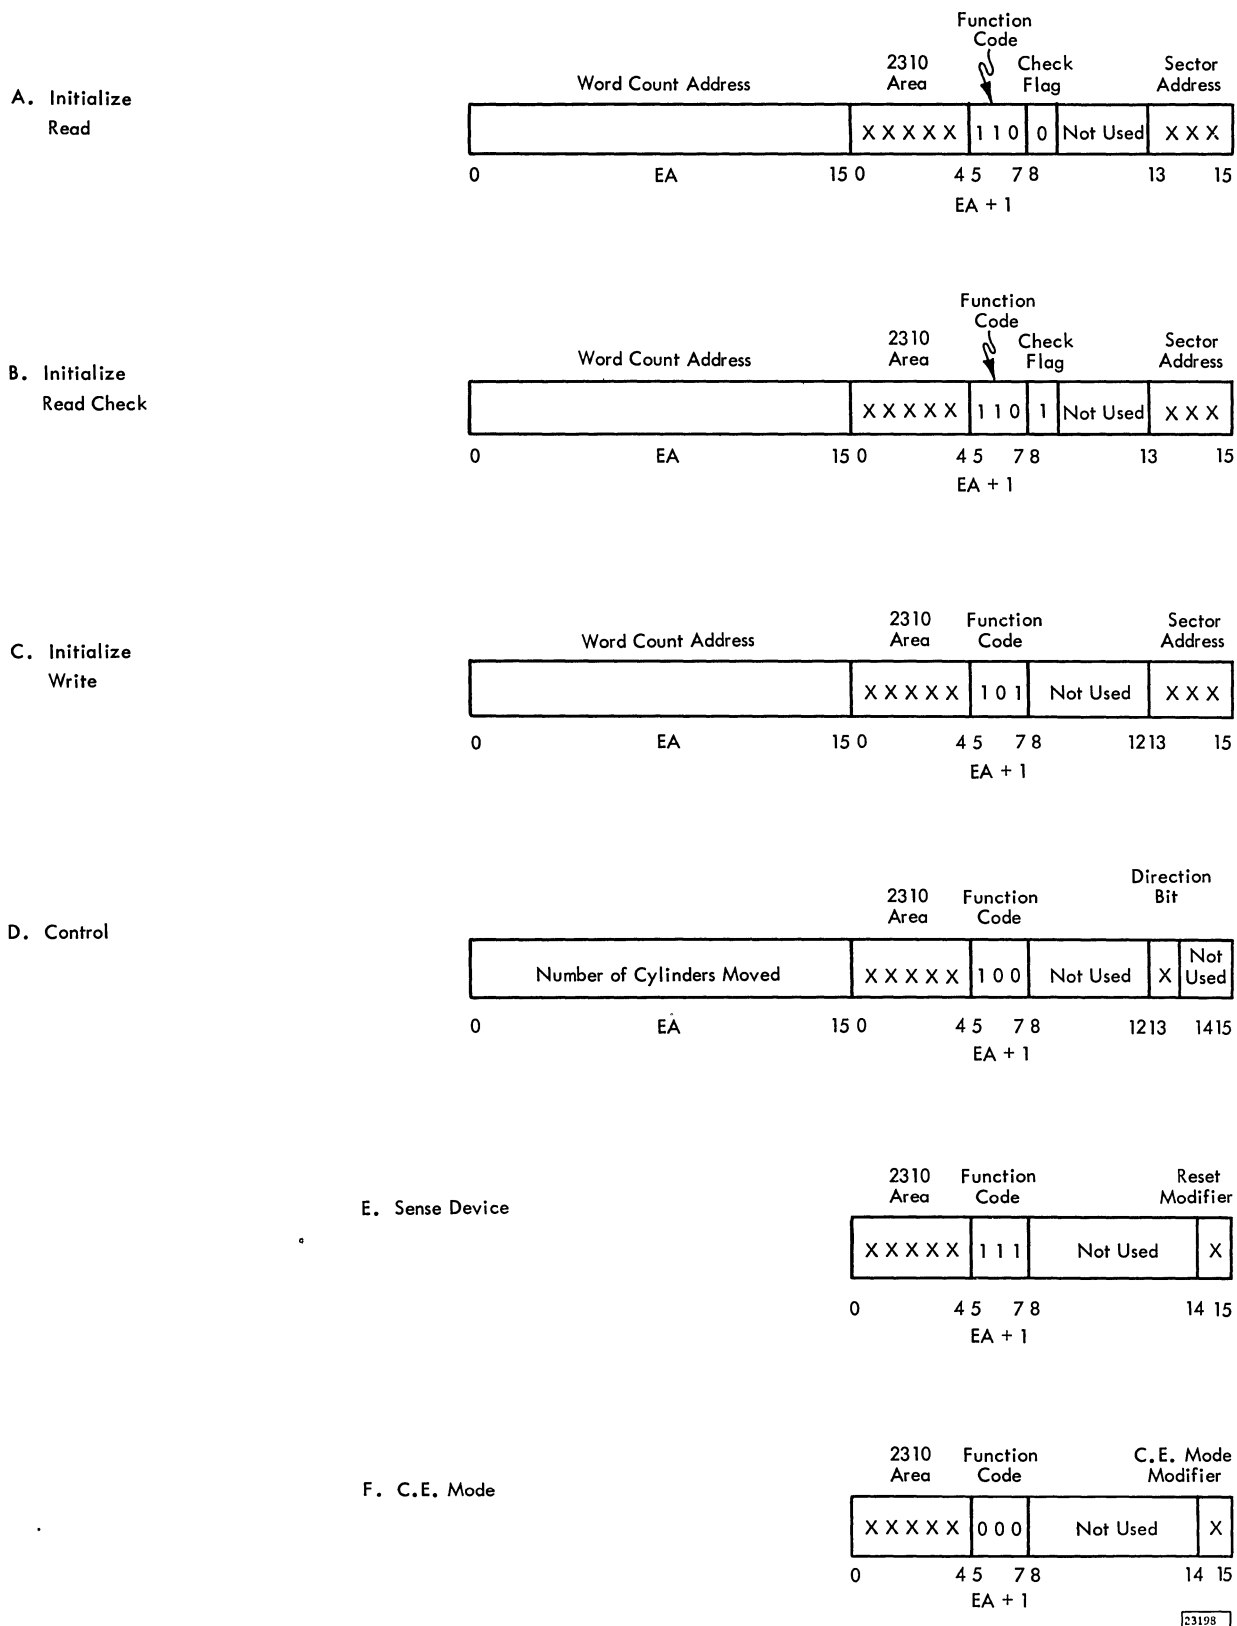 Function
Code
2310
Area
Check
Flag
Sector
Address
Word Count Address
A. Initialize
Read
X X X X X 1 1 0 0 Not Used X X X
0 EA 15 0 4 5 7 8 13 15
EA + 1
Function
Code
2310
Area
Check
Flag
Sector
Address
Word Count Address
B. Initialize
Read Check
X X X X X 1 1 0 1 Not Used X X X
0 EA 15 0 4 5 7 8 13 15
EA + 1
2310
Area
Function
Code
Sector
Address
Word Count Address
C. Initialize
Write
X X X X X 1 0 1 Not Used X X X
0 EA 15 0 4 5 7 8 12 13 15
EA + 1
Direction
Bit
2310
Area
Function
Code
D. Control
Number of Cylinders Moved X X X X X 1 0 0 Not Used X Not
Used
0 EA 15 0 4 5 7 8 12 13 14 15
EA + 1
2310
Area
Function
Code
Reset
Modifier
E. Sense Device
X X X X X 1 1 1 Not Used X
0 4 5 7 8 14 15
EA + 1
2310
Area
Function
Code
C.E. Mode
Modifier
F. C.E. Mode
X X X X X 0 0 0 Not Used X
0 4 5 7 8 14 15
EA + 1
23198